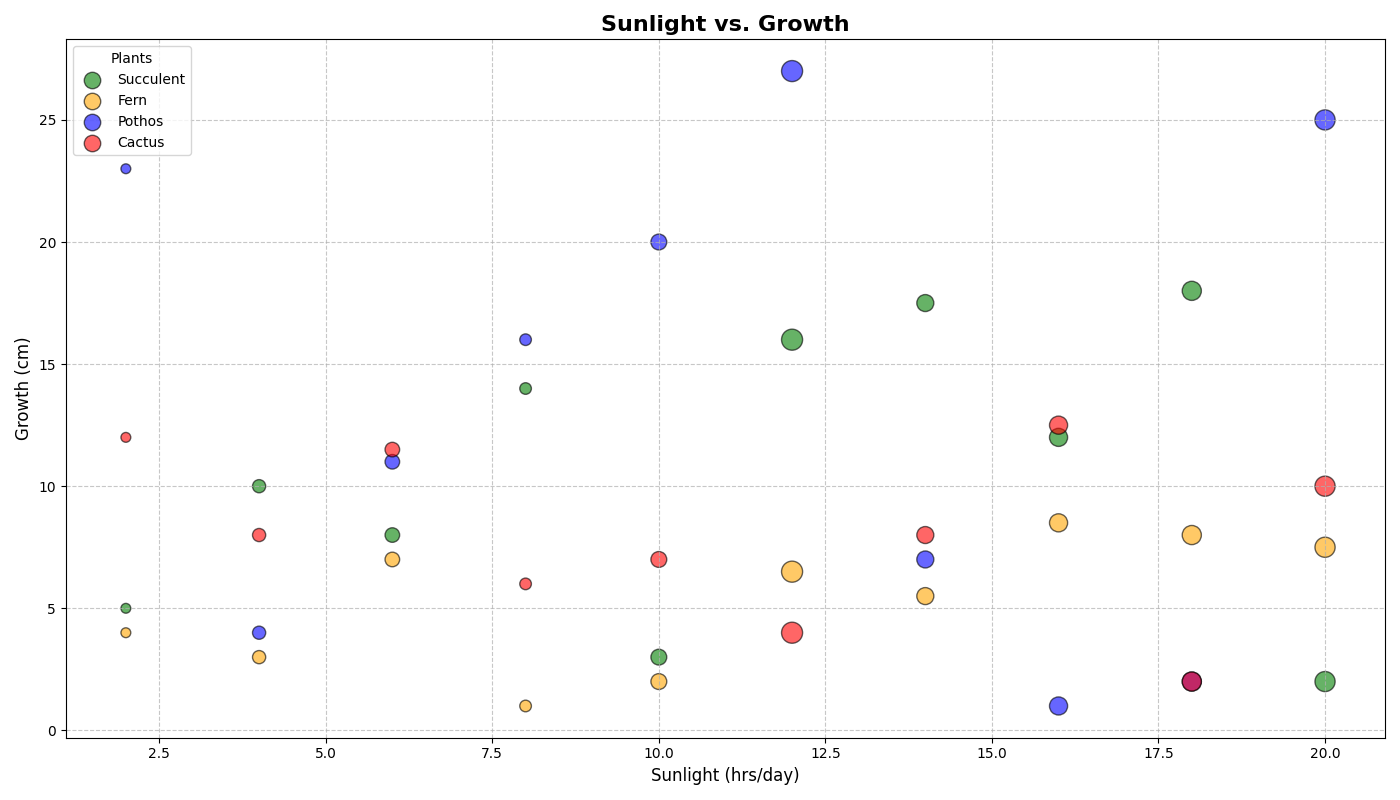 Sunlight vs. Growth
Plants
Succulent
Fern
Pothos
Cactus
Growth (cm)
25
20
15
10
5
0
2.5 5.0 7.5 10.0 12.5 15.0 17.5 20.0
Sunlight (hrs/day)